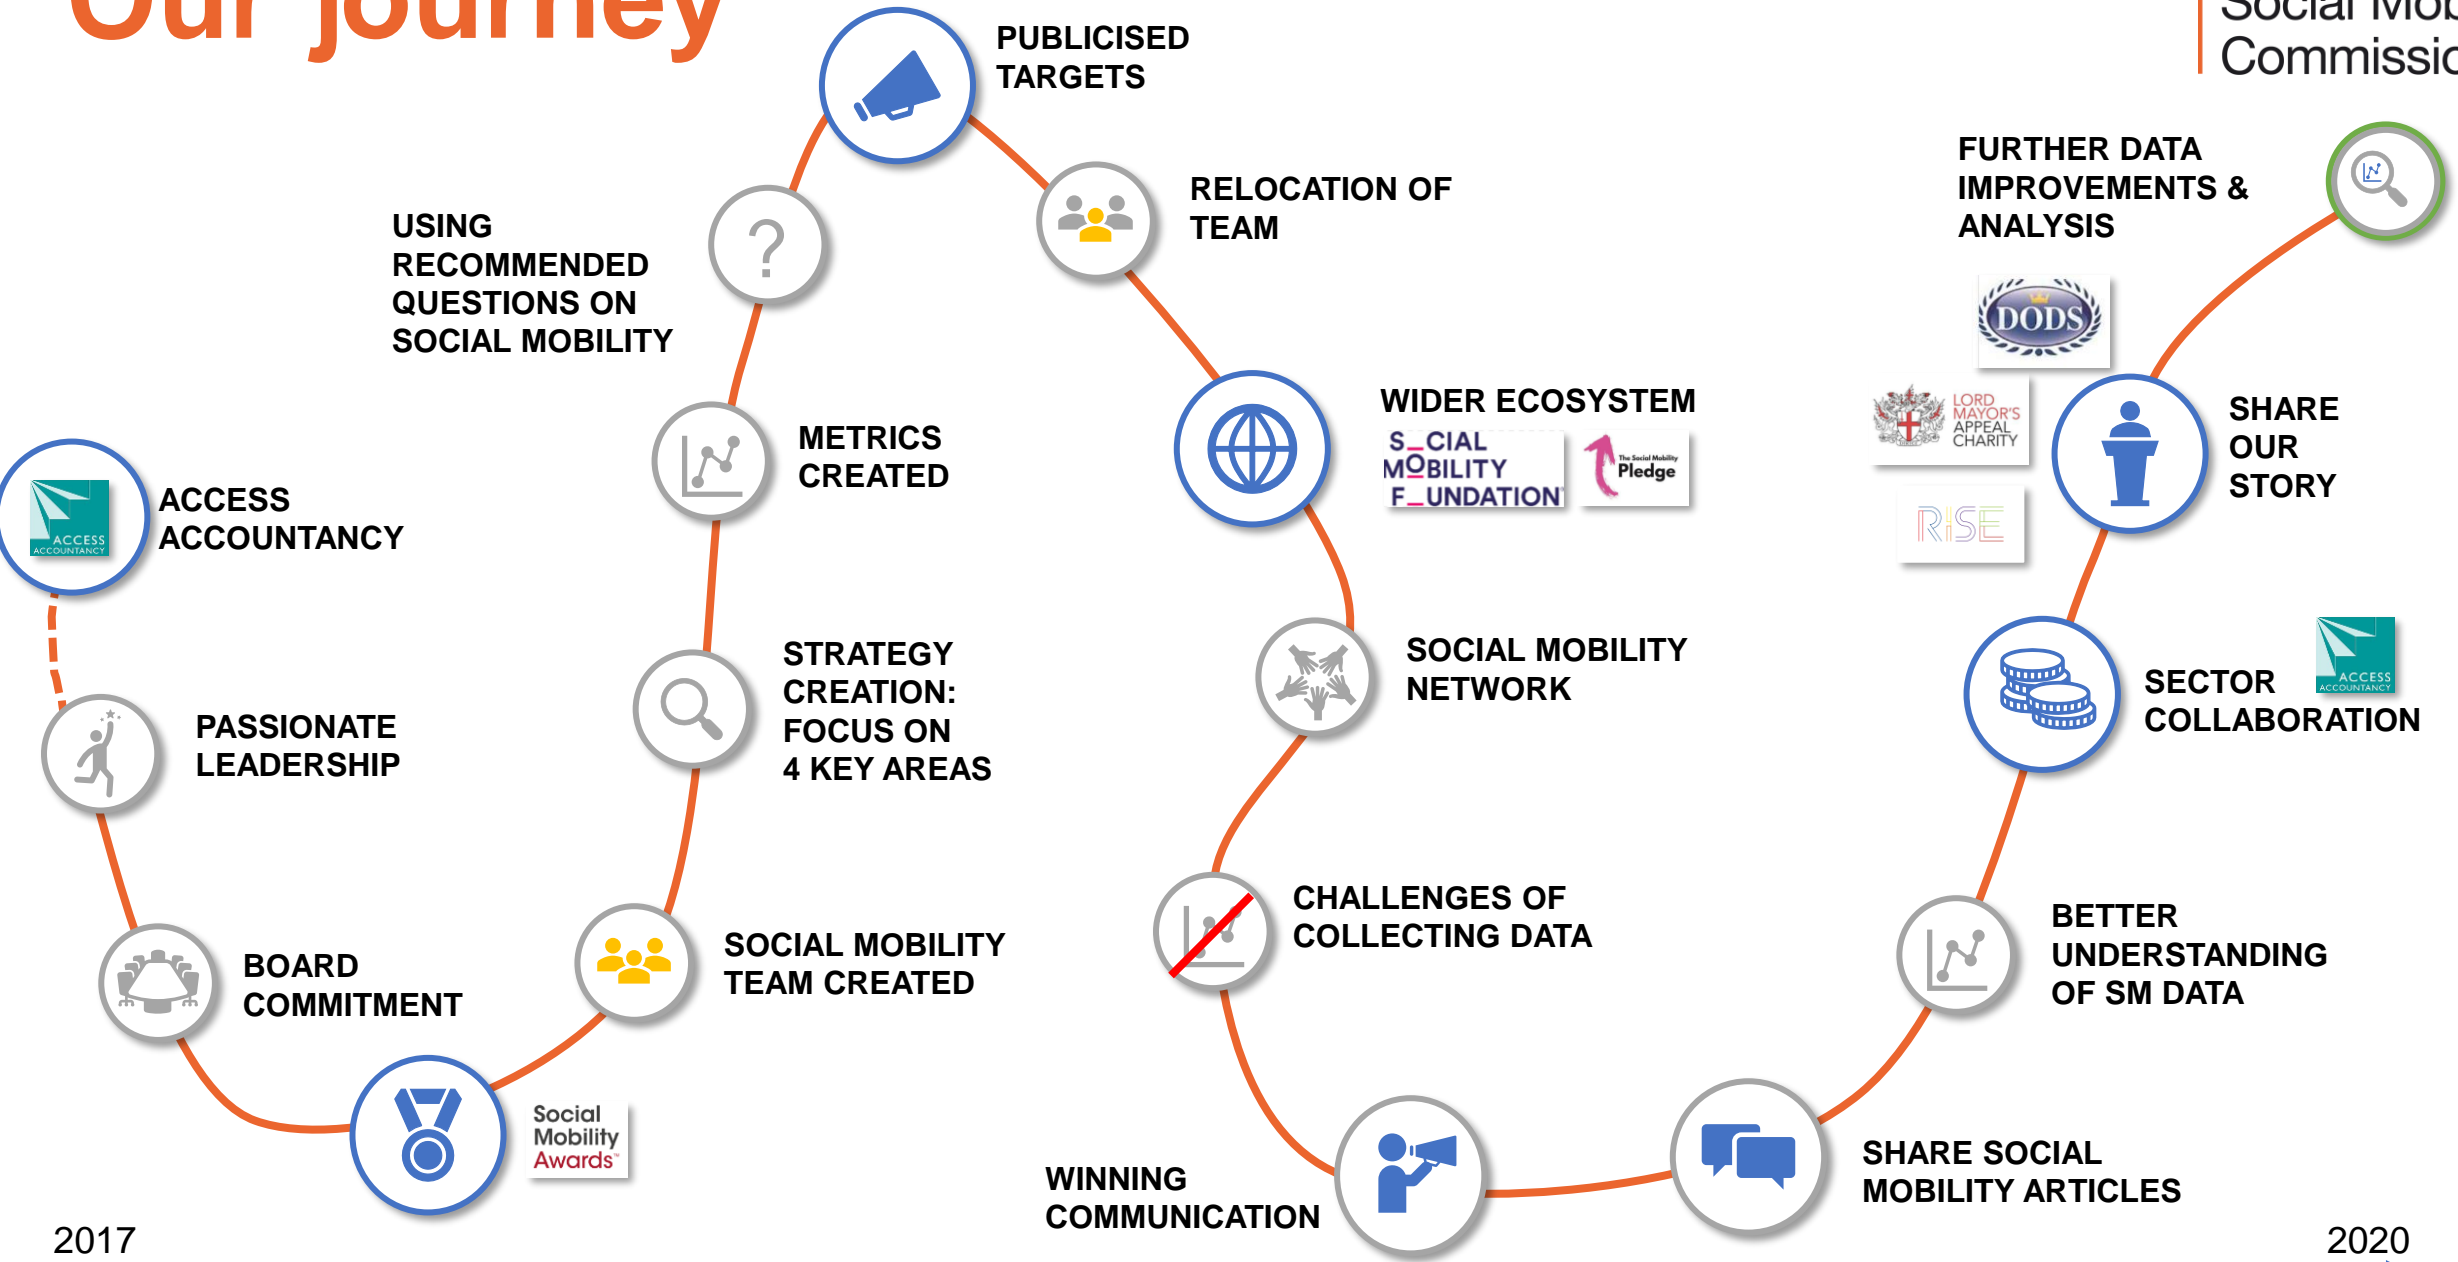 Our journey
Social Mob
Commissio
PUBLICISED
TARGETS
RELOCATION OF
TEAM
FURTHER DATA
IMPROVEMENTS &
ANALYSIS
USING
RECOMMENDED
QUESTIONS ON
SOCIAL MOBILITY
?
DODS
WIDER ECOSYSTEM
S_CIAL
MOBILITY
F_UNDATION
The Social Mobility
Pledge
LORD
MAYOR'S
APPEAL
CHARITY
SHARE
OUR
STORY
METRICS
CREATED
ACCESS
ACCOUNTANCY
ACCESS
ACCOUNTANCY
RISE
STRATEGY
CREATION:
FOCUS ON
4 KEY AREAS
SOCIAL MOBILITY
NETWORK
SECTOR
COLLABORATION
ACCESS
ACCOUNTANCY
PASSIONATE
LEADERSHIP
BOARD
COMMITMENT
SOCIAL MOBILITY
TEAM CREATED
CHALLENGES OF
COLLECTING DATA
BETTER
UNDERSTANDING
OF SM DATA
Social
Mobility
Awards™
WINNING
COMMUNICATION
SHARE SOCIAL
MOBILITY ARTICLES
2017
2020